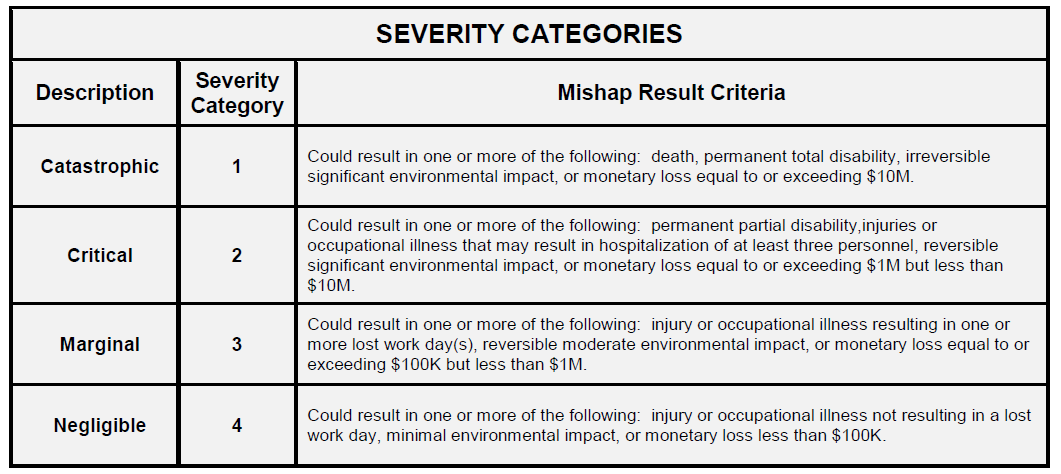 SEVERITY CATEGORIES
Description
Severity
Category
Mishap Result Criteria
Catastrophic
1
Could result in one or more of the following:  death, permanent total disability, irreversible
significant environmental impact, or monetary loss equal to or exceeding $10M.
Critical
2
Could result in one or more of the following:  permanent partial disability,injuries or
occupational illness that may result in hospitalization of at least three personnel, reversible
significant environmental impact, or monetary loss equal to or exceeding $1M but less than
$10M.
Marginal
3
Could result in one or more of the following:  injury or occupational illness resulting in one or
more lost work day(s), reversible moderate environmental impact, or monetary loss equal to or
exceeding $100K but less than $1M.
Negligible
4
Could result in one or more of the following:  injury or occupational illness not resulting in a lost
work day, minimal environmental impact, or monetary loss less than $100K.